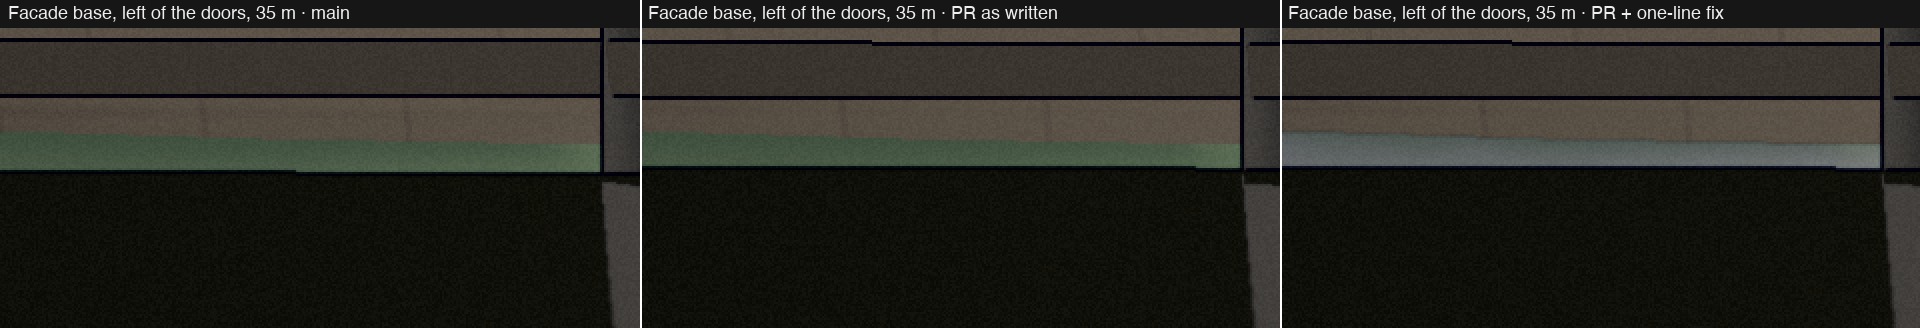 Facade base, left of the doors, 35 m · main
Facade base, left of the doors, 35 m · PR as written
Facade base, left of the doors, 35 m · PR + one-line fix